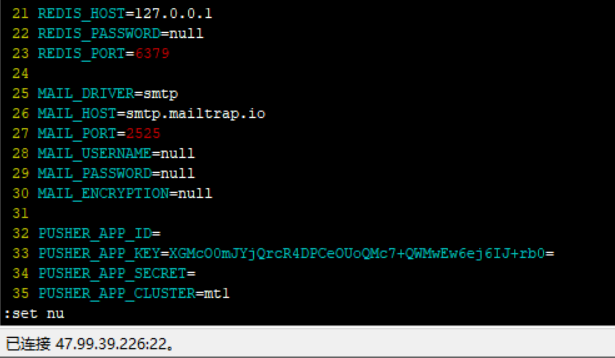 21 REDIS_HOST=127.0.0.1
22 REDIS_PASSWORD=null
23 REDIS_PORT=6379
24
25 MAIL_DRIVER=smtp
26 MAIL_HOST=smtp.mailtrap.io
27 MAIL_PORT=2525
28 MAIL_USERNAME=null
29 MAIL_PASSWORD=null
30 MAIL_ENCRYPTION=null
31
32 PUSHER_APP_ID=
33 PUSHER_APP_KEY=XGMcO0mJYjQrcR4DPCeOUoQMc7+QWMwEw6ej6IJ+rb0=
34 PUSHER_APP_SECRET=
35 PUSHER_APP_CLUSTER=mt1
:set nu
已连接 47.99.39.226:22。